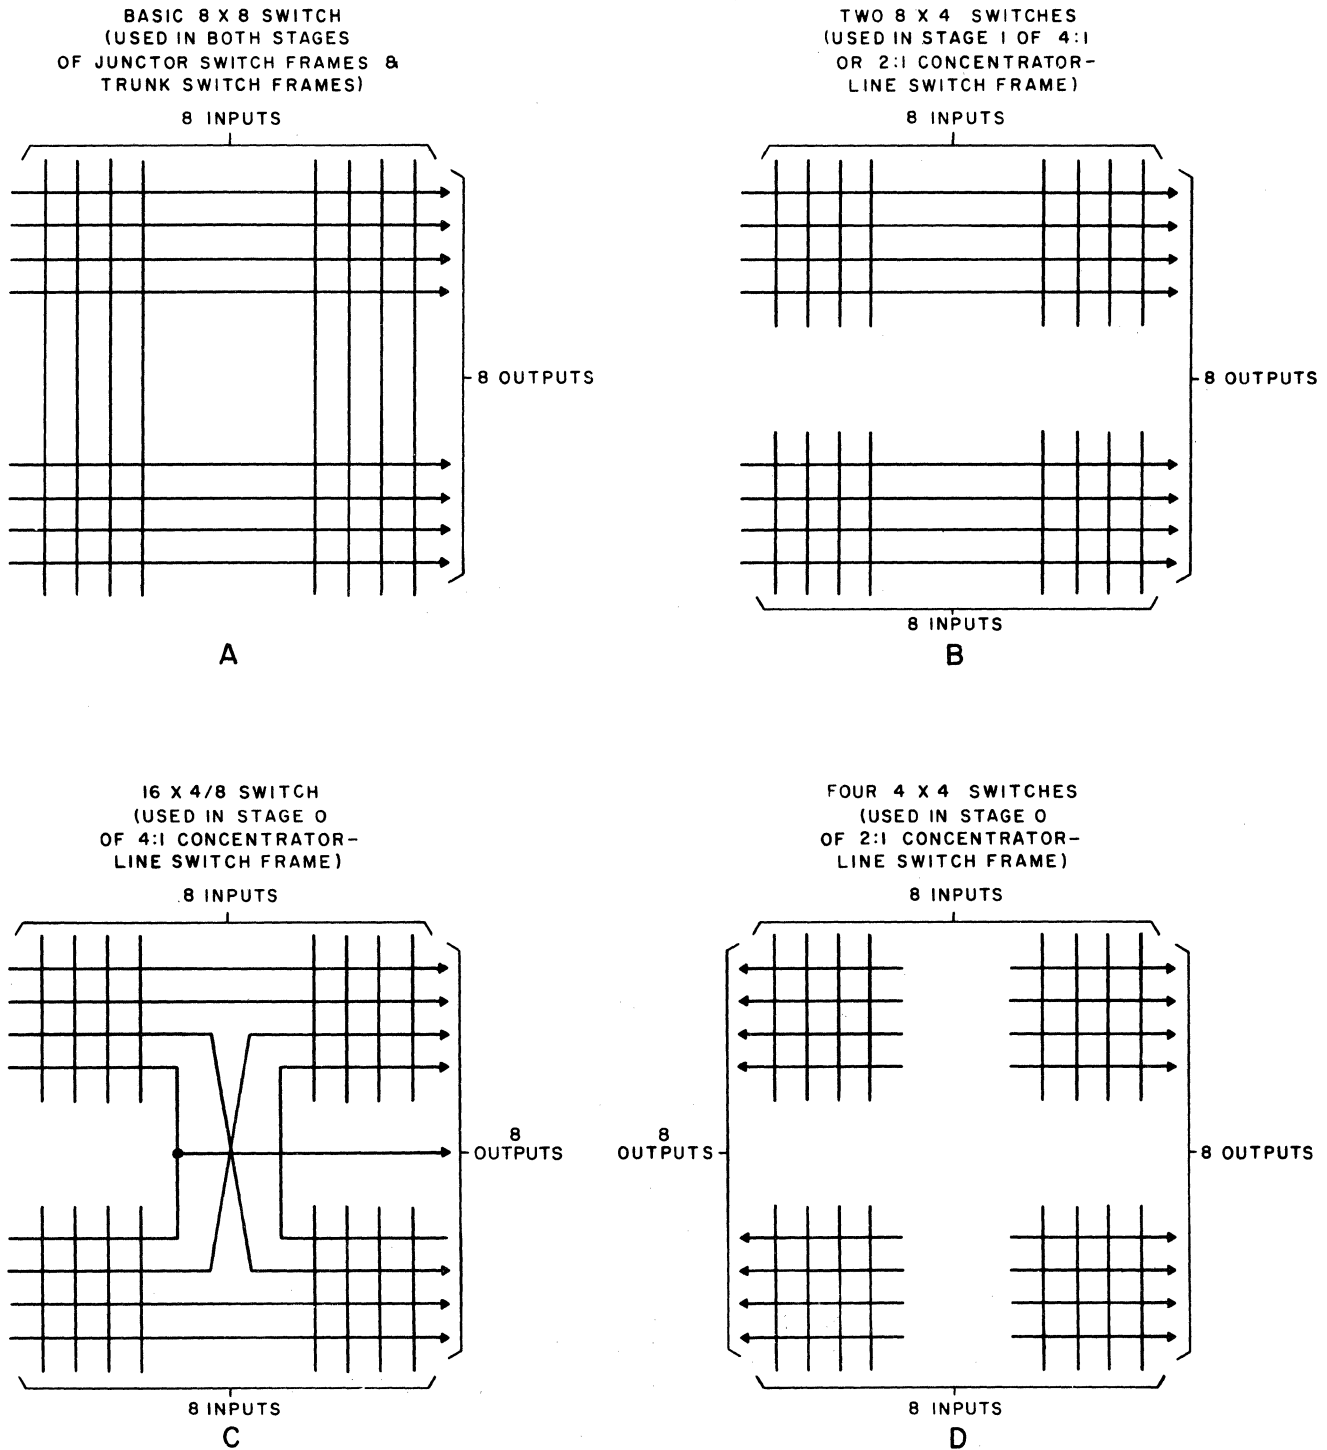 BASIC 8 X 8 SWITCH
(USED IN BOTH STAGES
OF JUNCTOR SWITCH FRAMES &
TRUNK SWITCH FRAMES)
8 INPUTS
8 OUTPUTS
A
TWO 8 X 4 SWITCHES
(USED IN STAGE 1 OF 4:1
OR 2:1 CONCENTRATOR-
LINE SWITCH FRAME)
8 INPUTS
8 OUTPUTS
8 INPUTS
B
16 X 4/8 SWITCH
(USED IN STAGE 0
OF 4:1 CONCENTRATOR-
LINE SWITCH FRAME)
8 INPUTS
8
OUTPUTS
8 INPUTS
C
FOUR 4 X 4 SWITCHES
(USED IN STAGE 0
OF 2:1 CONCENTRATOR-
LINE SWITCH FRAME)
8 INPUTS
8
OUTPUTS
8 OUTPUTS
8 INPUTS
D